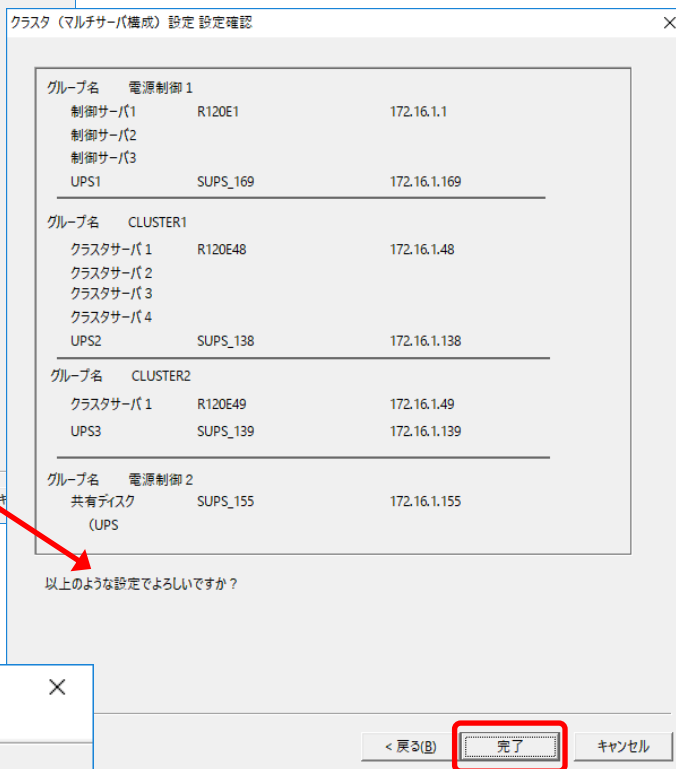 クラスタ（マルチサーバ構成）設定 設定確認
グループ名 電源制御1
制御サーバ1 R120E1 172.16.1.1
制御サーバ2
制御サーバ3
UPS1 SUPS_169 172.16.1.169
グループ名 CLUSTER1
クラスタサーバ 1 R120E48 172.16.1.48
クラスタサーバ 2
クラスタサーバ 3
クラスタサーバ 4
UPS2 SUPS_138 172.16.1.138
グループ名 CLUSTER2
クラスタサーバ 1 R120E49 172.16.1.49
UPS3 SUPS_139 172.16.1.139
グループ名 電源制御2
共有ディスク SUPS_155 172.16.1.155
(UPS
以上のような設定でよろしいですか？
< 戻る(B) 完了 キャンセル